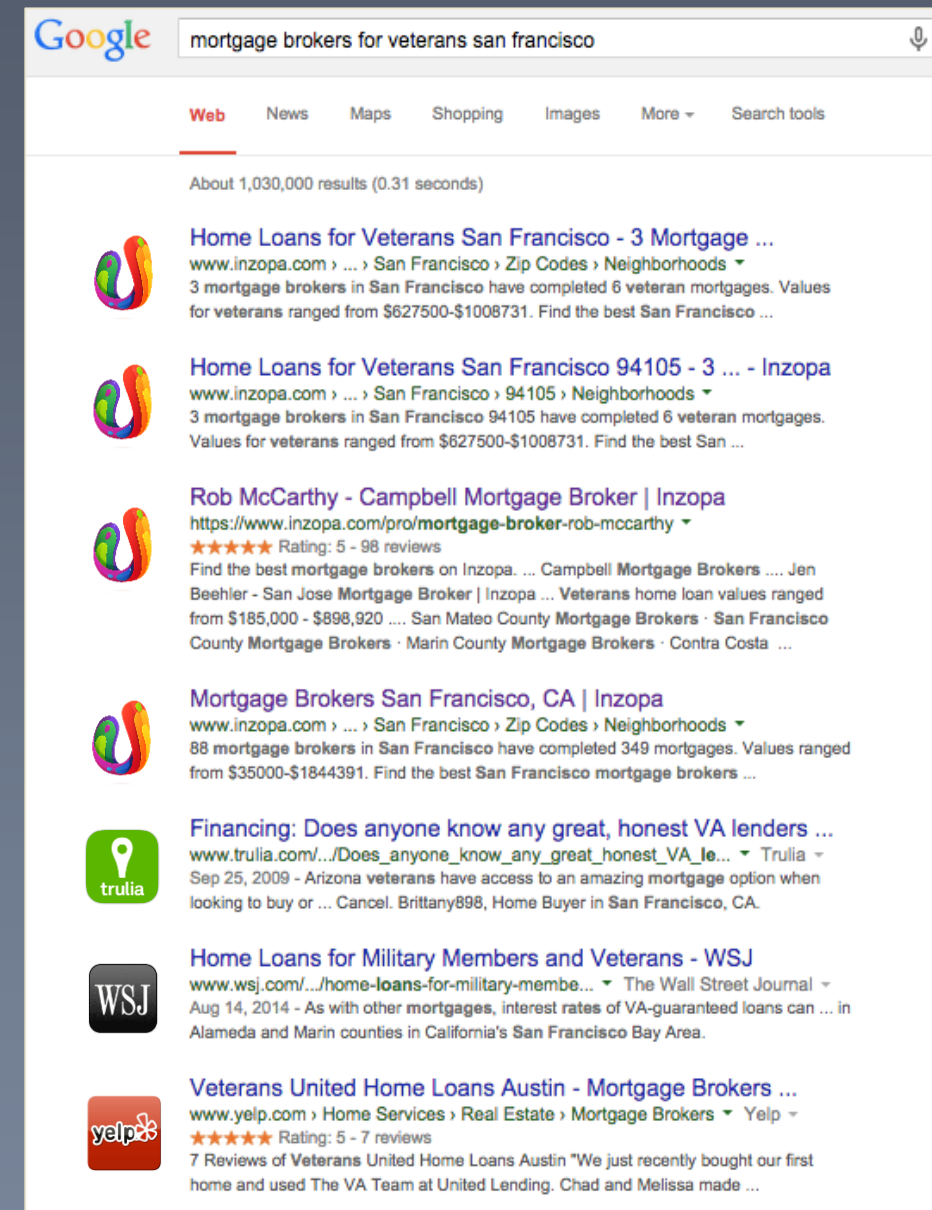 Google
mortgage brokers for veterans san francisco
Web News Maps Shopping Images More Search tools
About 1,030,000 results (0.31 seconds)
Home Loans for Veterans San Francisco - 3 Mortgage ...
www.inzopa.com › ... › San Francisco › Zip Codes › Neighborhoods
3 mortgage brokers in San Francisco have completed 6 veteran mortgages. Values
for veterans ranged from $627500-$1008731. Find the best San Francisco ...
Home Loans for Veterans San Francisco 94105 - 3 ... - Inzopa
www.inzopa.com › ... › San Francisco › 94105 › Neighborhoods
3 mortgage brokers in San Francisco 94105 have completed 6 veteran mortgages.
Values for veterans ranged from $627500-$1008731. Find the best San ...
Rob McCarthy - Campbell Mortgage Broker | Inzopa
https://www.inzopa.com/pro/mortgage-broker-rob-mccarthy
★★★★★ Rating: 5 - 98 reviews
Find the best mortgage brokers on Inzopa. ... Campbell Mortgage Brokers .... Jen
Beehler - San Jose Mortgage Broker | Inzopa ... Veterans home loan values ranged
from $185,000 - $898,920 .... San Mateo County Mortgage Brokers · San Francisco
County Mortgage Brokers · Marin County Mortgage Brokers · Contra Costa ...
Mortgage Brokers San Francisco, CA | Inzopa
www.inzopa.com › ... › San Francisco › Zip Codes › Neighborhoods
88 mortgage brokers in San Francisco have completed 349 mortgages. Values ranged
from $35000-$1844391. Find the best San Francisco mortgage brokers ...
trulia
Financing: Does anyone know any great, honest VA lenders ...
www.trulia.com/.../Does_anyone_know_any_great_honest_VA_le... Trulia
Sep 25, 2009 - Arizona veterans have access to an amazing mortgage option when
looking to buy or ... Cancel. Brittany898, Home Buyer in San Francisco, CA.
WSJ
Home Loans for Military Members and Veterans - WSJ
www.wsj.com/.../home-loans-for-military-membe... The Wall Street Journal
Aug 14, 2014 - As with other mortgages, interest rates of VA-guaranteed loans can ... in
Alameda and Marin counties in California's San Francisco Bay Area.
yelp
Veterans United Home Loans Austin - Mortgage Brokers ...
www.yelp.com › Home Services › Real Estate › Mortgage Brokers Yelp
★★★★★ Rating: 5 - 7 reviews
7 Reviews of Veterans United Home Loans Austin "We just recently bought our first
home and used The VA Team at United Lending. Chad and Melissa made ...